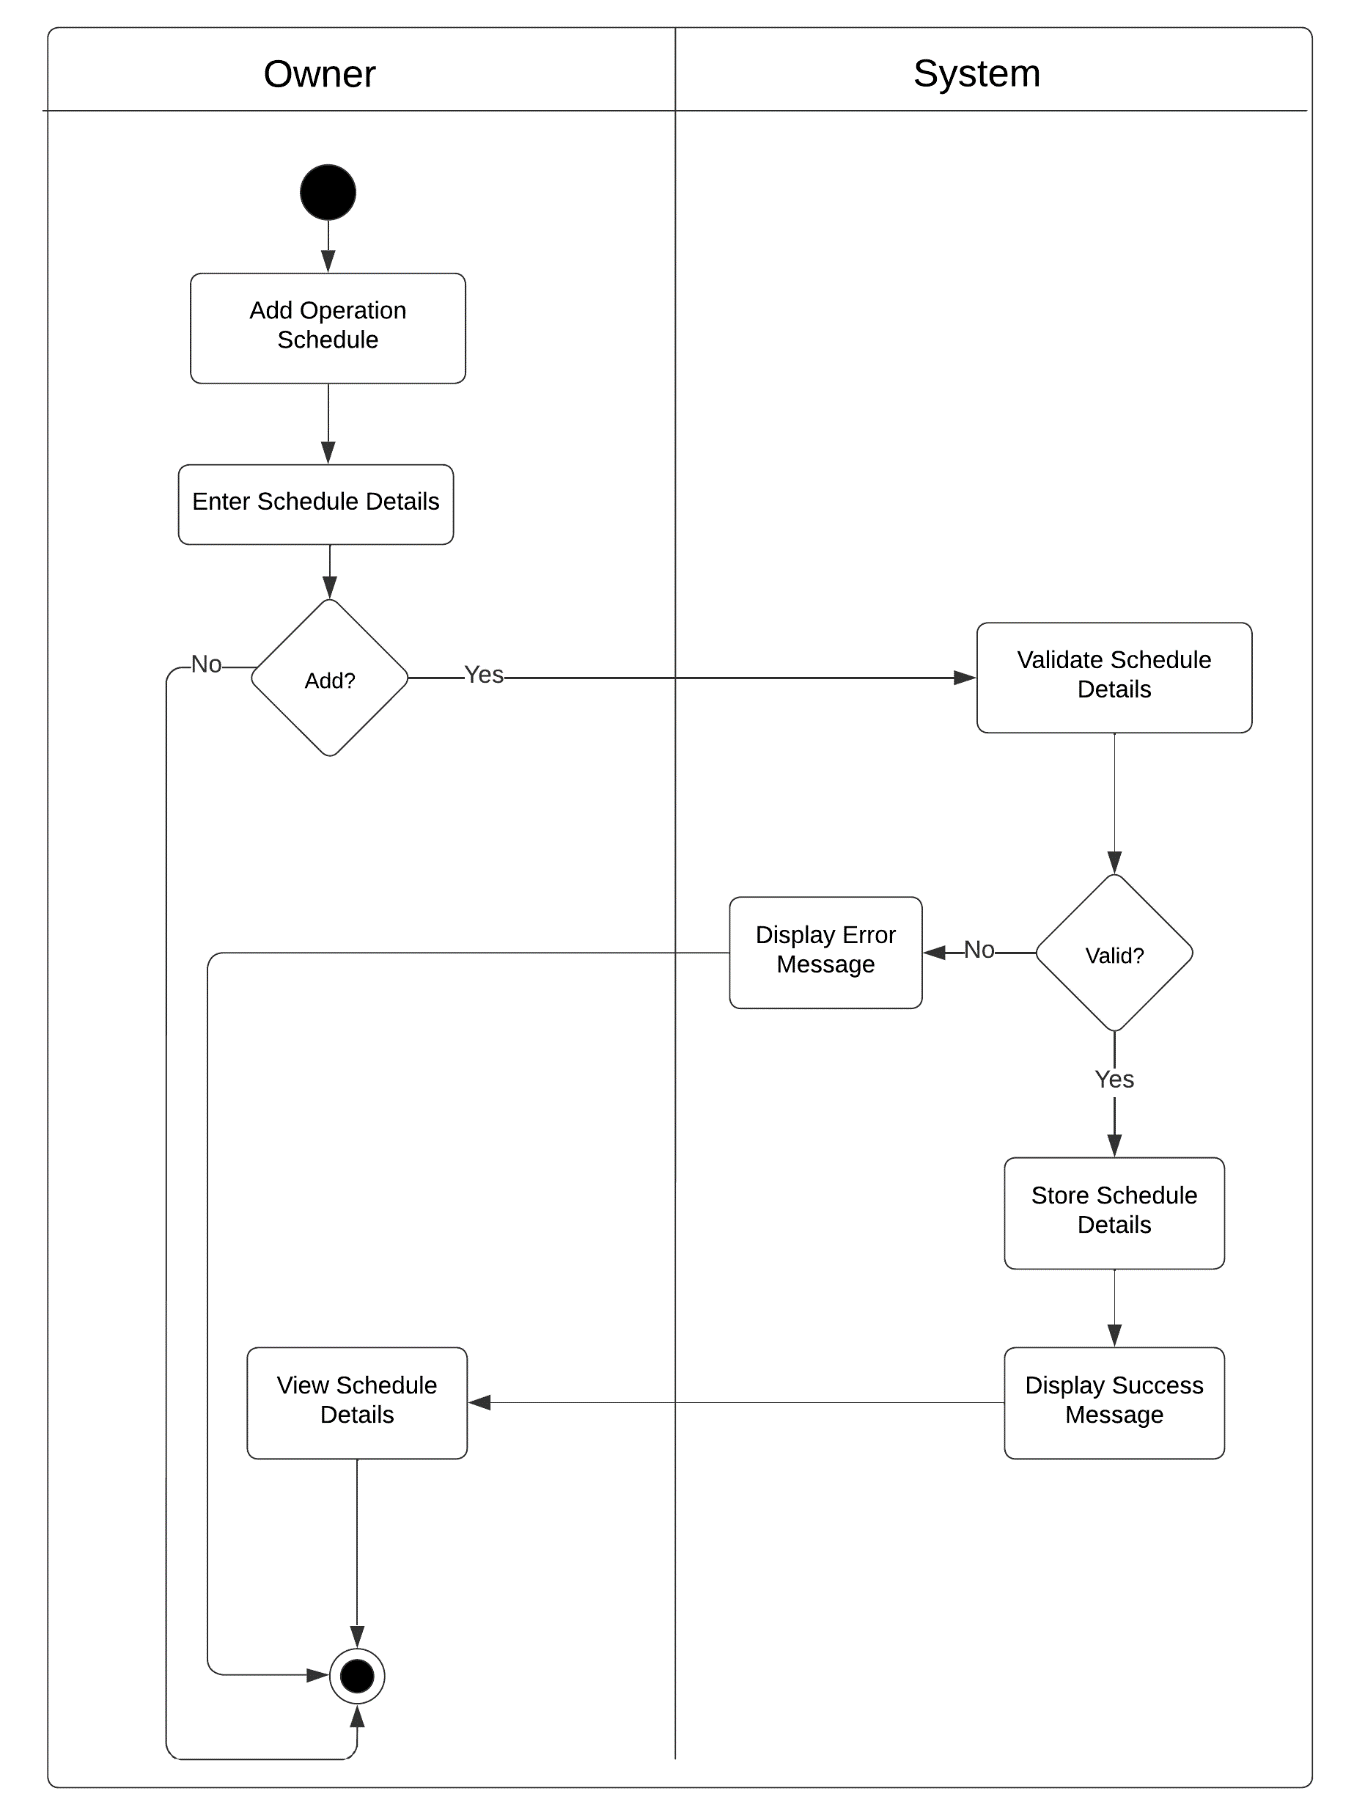 Owner
System
Add Operation
Schedule
Enter Schedule Details
Add?
No
Yes
Validate Schedule
Details
Valid?
No
Display Error
Message
Yes
Store Schedule
Details
Display Success
Message
View Schedule
Details